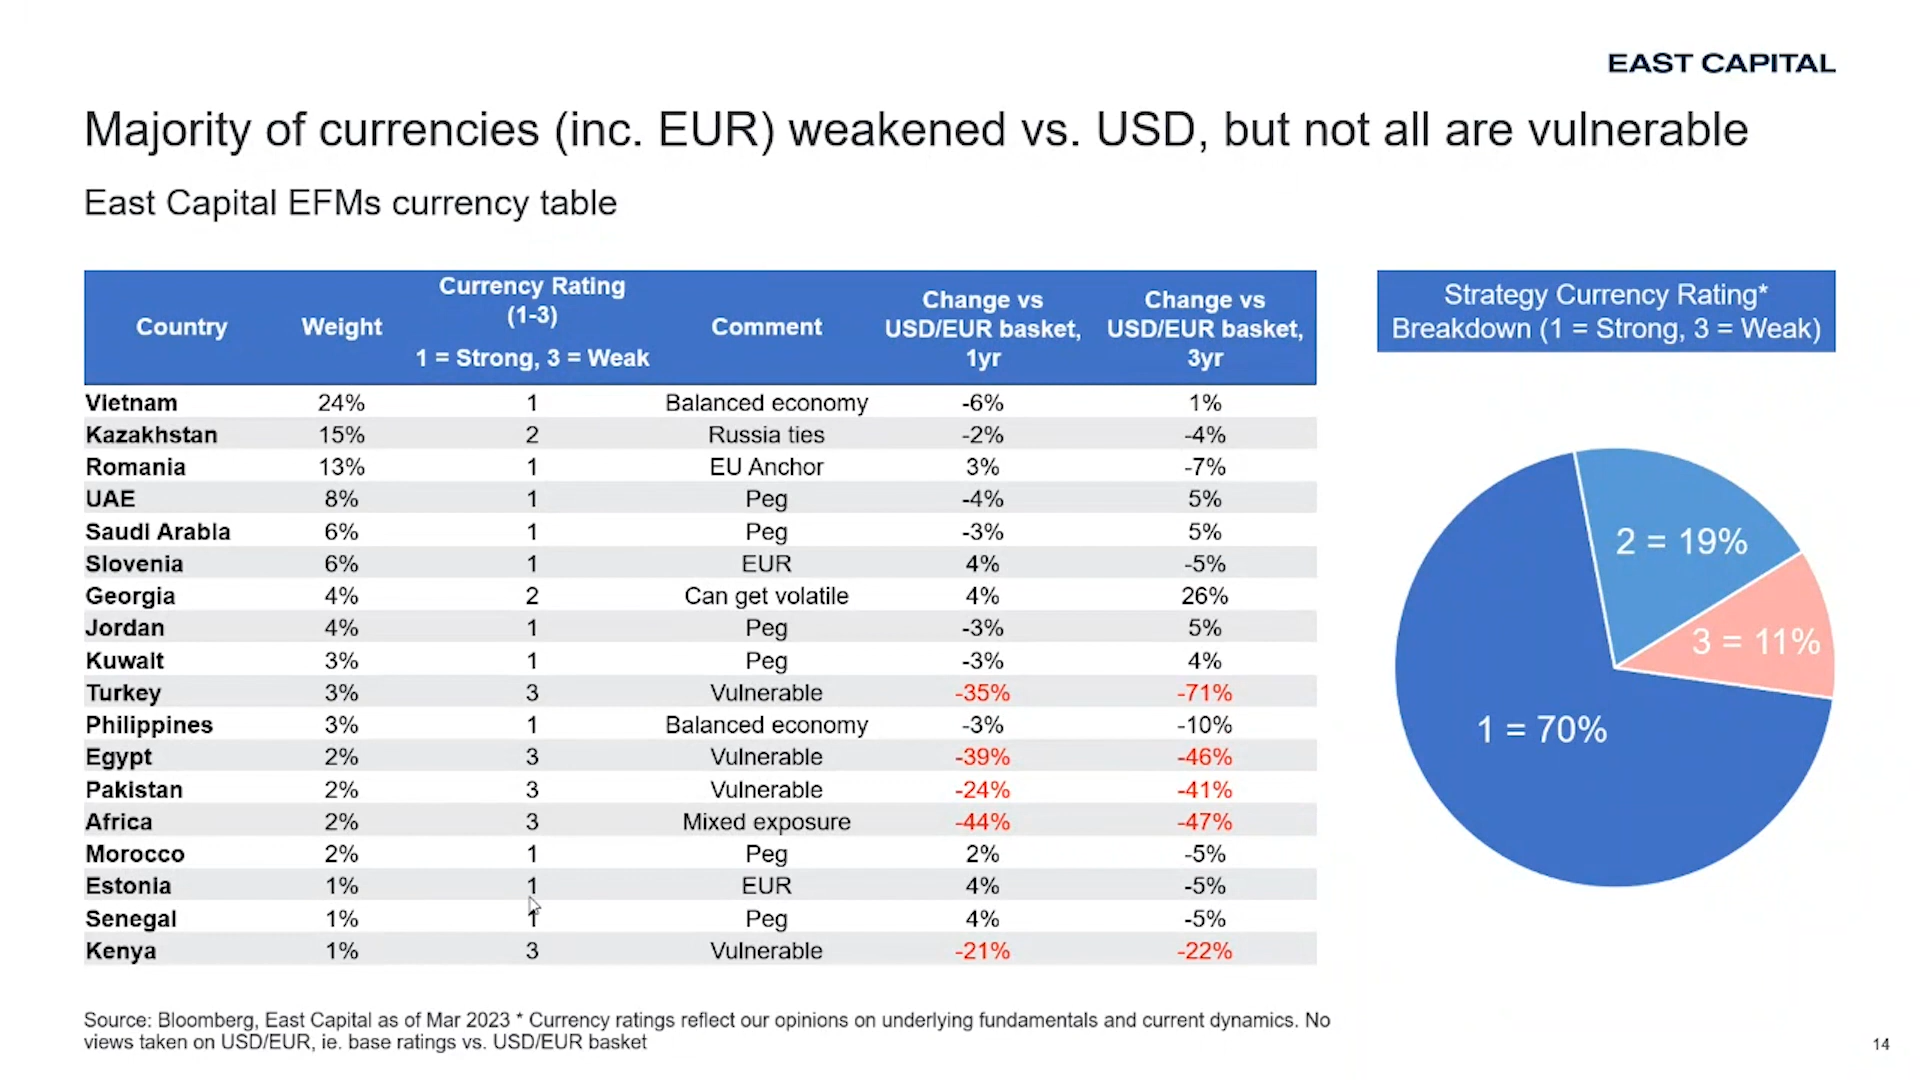 EAST CAPITAL
Majority of currencies (inc. EUR) weakened vs. USD, but not all are vulnerable
East Capital EFMs currency table
Country Weight Currency Rating (1-3) 1 = Strong, 3 = Weak Comment Change vs USD/EUR basket, 1yr Change vs USD/EUR basket, 3yr
Vietnam 24% 1 Balanced economy -6% 1%
Kazakhstan 15% 2 Russia ties -2% -4%
Romania 13% 1 EU Anchor 3% -7%
UAE 8% 1 Peg -4% 5%
Saudi Arabia 6% 1 Peg -3% 5%
Slovenia 6% 1 EUR 4% -5%
Georgia 4% 2 Can get volatile 4% 26%
Jordan 4% 1 Peg -3% 5%
Kuwait 3% 1 Peg -3% 4%
Turkey 3% 3 Vulnerable -35% -71%
Philippines 3% 1 Balanced economy -3% -10%
Egypt 2% 3 Vulnerable -39% -46%
Pakistan 2% 3 Vulnerable -24% -41%
Africa 2% 3 Mixed exposure -44% -47%
Morocco 2% 1 Peg 2% -5%
Estonia 1% 1 EUR 4% -5%
Senegal 1% 1 Peg 4% -5%
Kenya 1% 3 Vulnerable -21% -22%
Strategy Currency Rating*
Breakdown (1 = Strong, 3 = Weak)
2 = 19%
3 = 11%
1 = 70%
Source: Bloomberg, East Capital as of Mar 2023 * Currency ratings reflect our opinions on underlying fundamentals and current dynamics. No
views taken on USD/EUR, ie. base ratings vs. USD/EUR basket
14